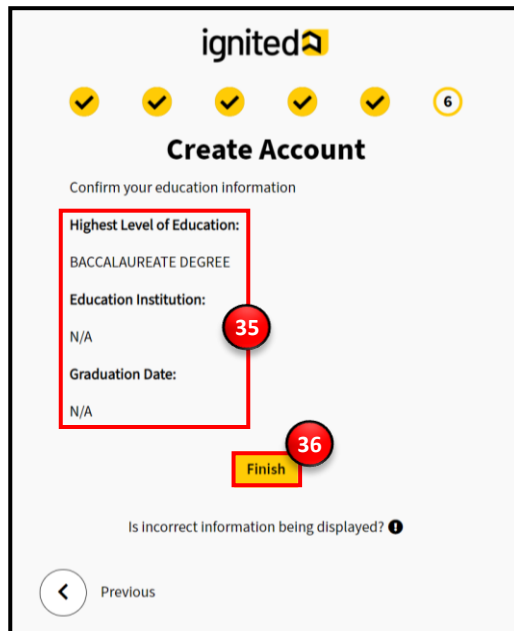 ignited
6
Create Account
Confirm your education information
Highest Level of Education:
BACCALAUREATE DEGREE
Education Institution:
N/A
35
Graduation Date:
N/A
36
Finish
Is incorrect information being displayed?
Previous